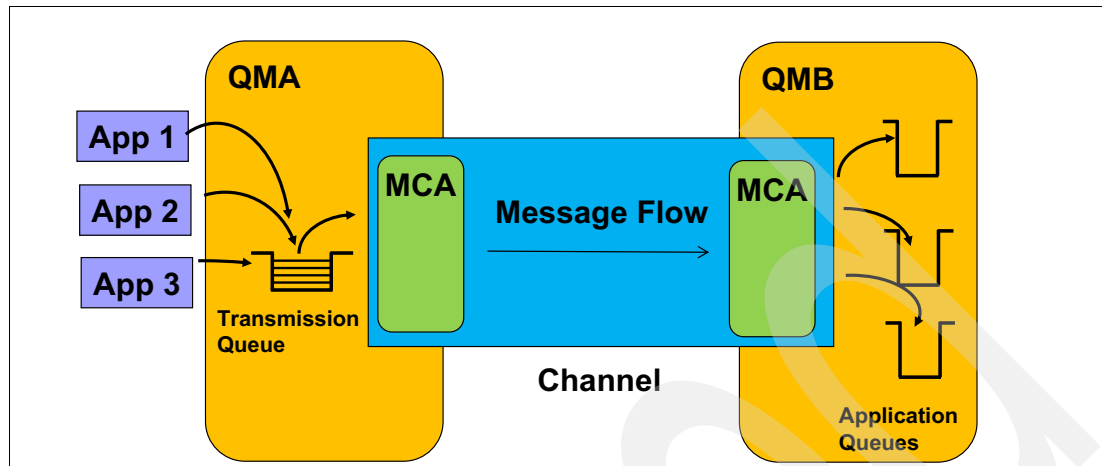 QMA
QMB
App 1
App 2
App 3
MCA
Message Flow
MCA
Transmission
Queue
Channel
Application
Queues